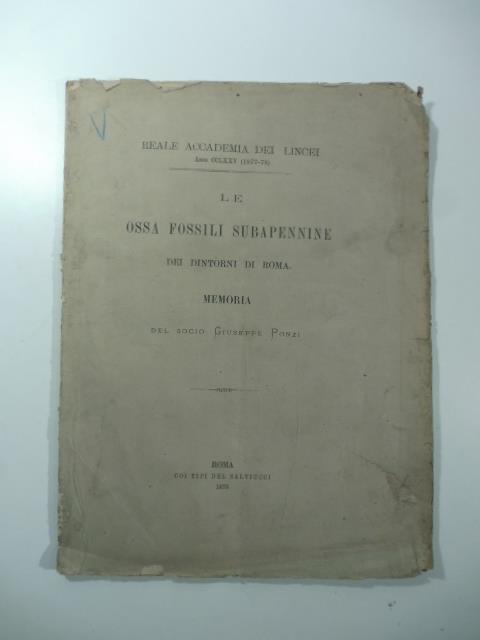 V
REALE ACCADEMIA DEI LINCEI
ANNO CCLXXV (1877-78)
LE
OSSA FOSSILI SUBAPENNINE
DEI DINTORNI DI ROMA.
MEMORIA
DEL SOCIO GIUSEPPE PONZI
ROMA
COI TIPI DEL SALVIUCCI
1878